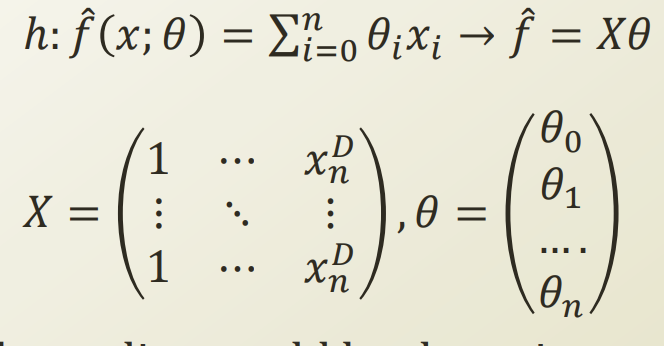 h: f̂(x; θ) = ∑ⁿᵢ₌₀ θᵢxᵢ → f̂ = Xθ
X = ( 1 ⋯ xₙᴰ ; ⋮ ⋱ ⋮ ; 1 ⋯ xₙᴰ ) , θ = ( θ₀ ; θ₁ ; …. ; θₙ )